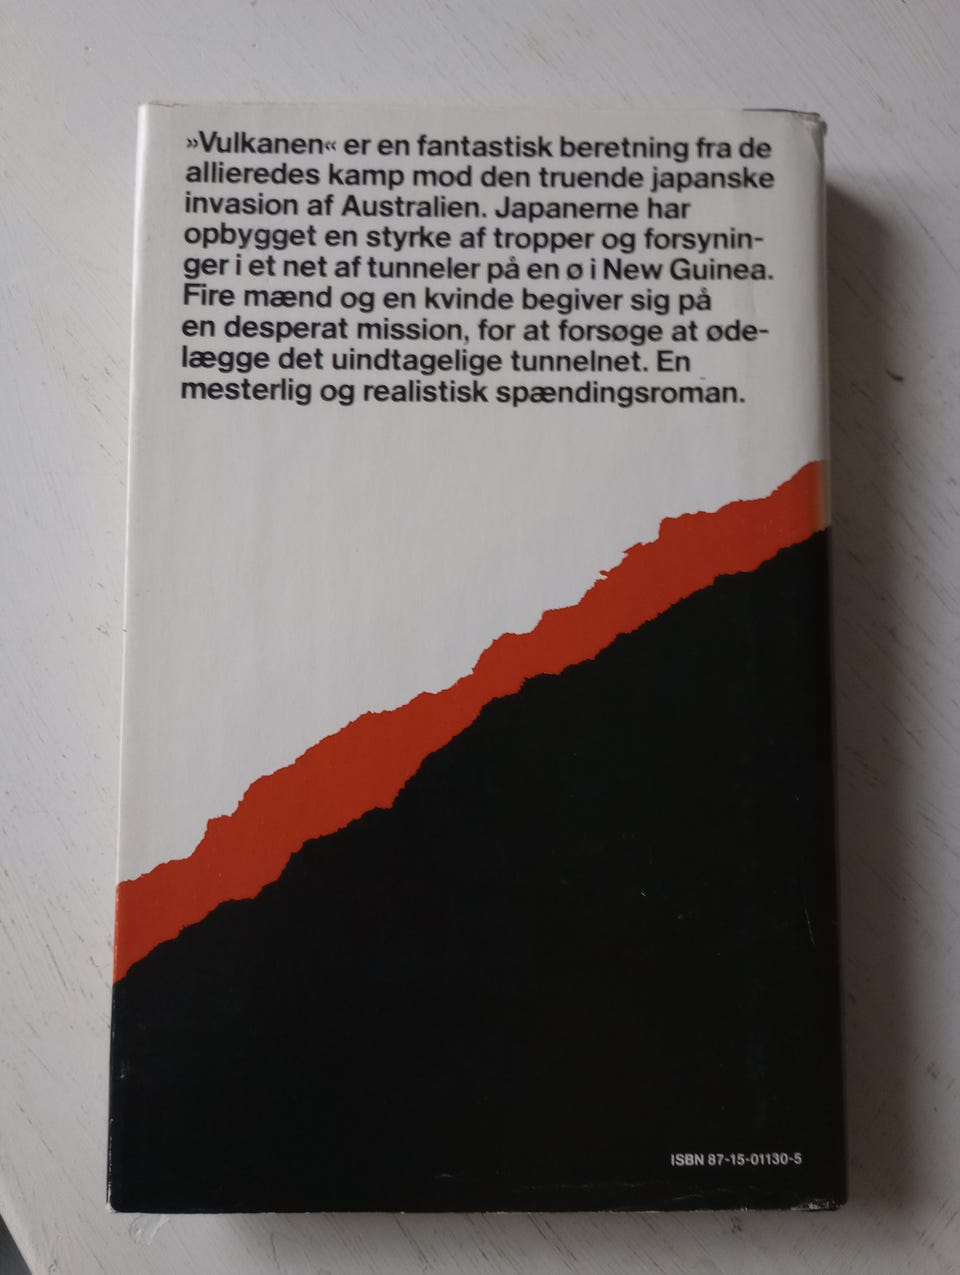 »Vulkanen« er en fantastisk beretning fra de
allieredes kamp mod den truende japanske
invasion af Australien. Japanerne har
opbygget en styrke af tropper og forsynin-
ger i et net af tunneler på en ø i New Guinea.
Fire mænd og en kvinde begiver sig på
en desperat mission, for at forsøge at øde-
lægge det uindtagelige tunnelnet. En
mesterlig og realistisk spændingsroman.
ISBN 87-15-01130-5